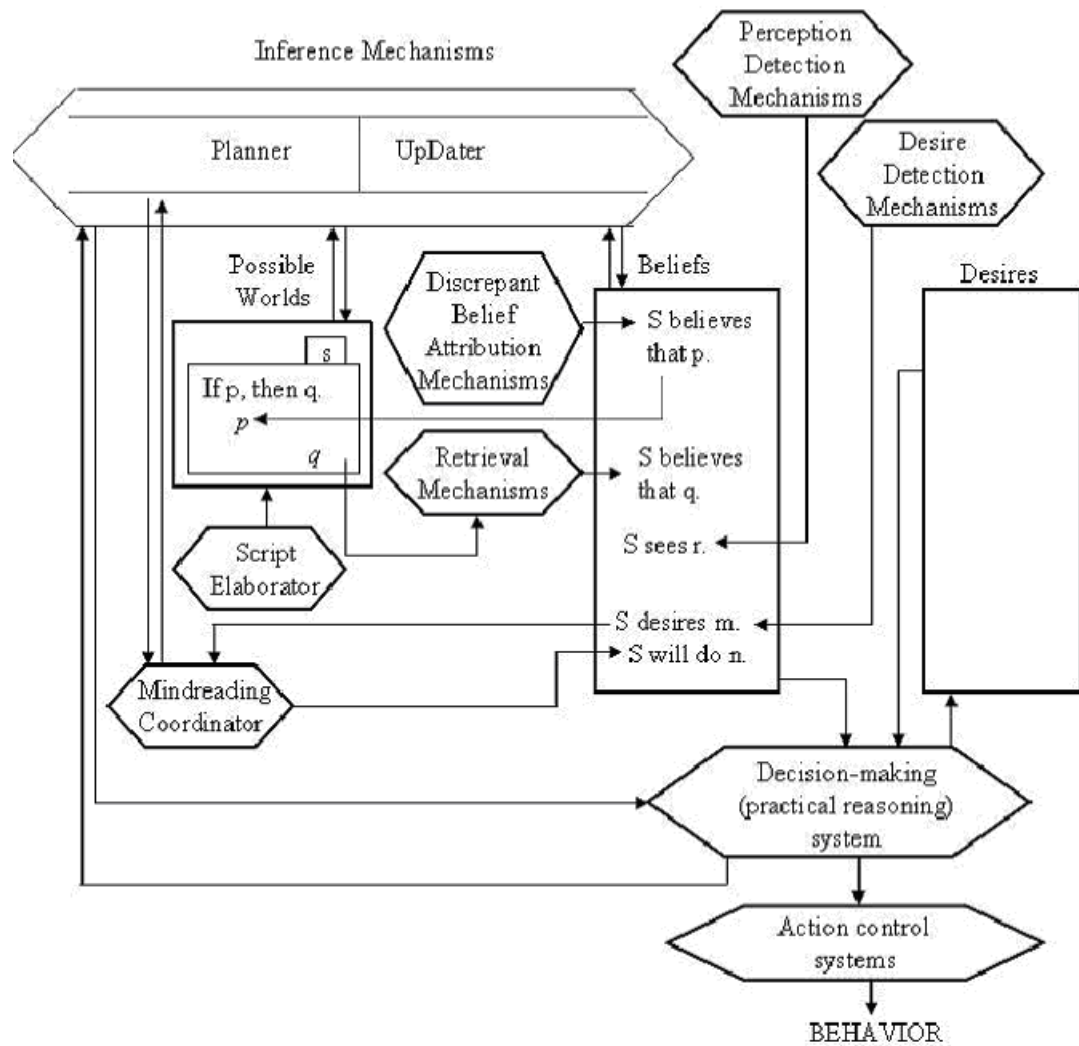 Inference Mechanisms
Planner
UpDater
Perception
Detection
Mechanisms
Desire
Detection
Mechanisms
Possible
Worlds
Discrepant
Belief
Attribution
Mechanisms
Beliefs
Desires
s
If p, then q.
p
q
S believes
that p.
Retrieval
Mechanisms
S believes
that q.
S sees r.
Script
Elaborator
S desires m.
S will do n.
Mindreading
Coordinator
Decision-making
(practical reasoning)
system
Action control
systems
BEHAVIOR